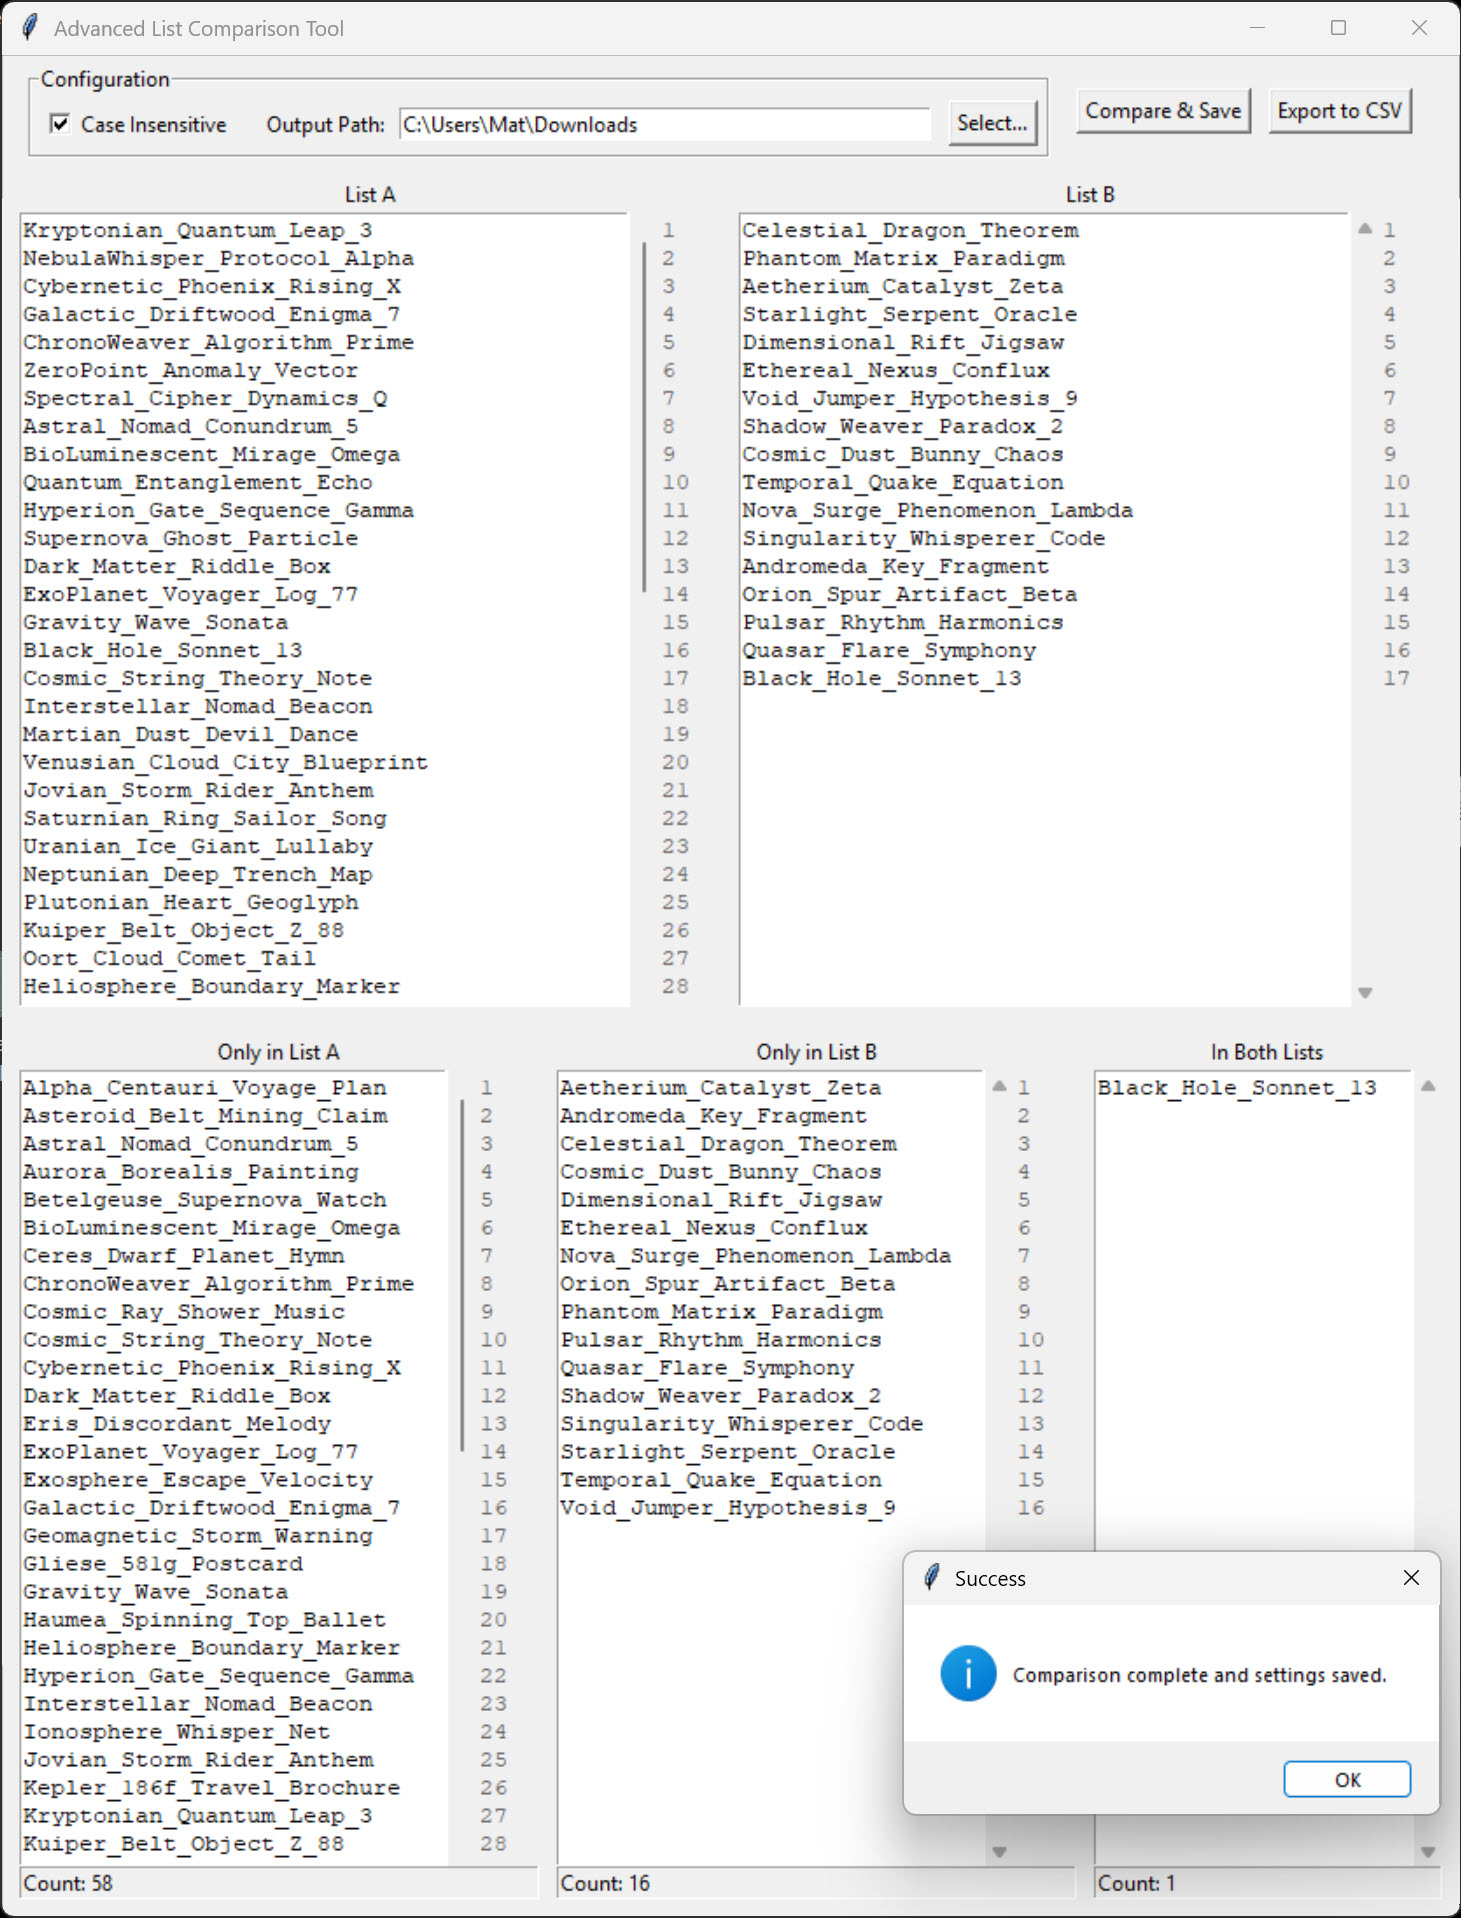 Advanced List Comparison Tool
Configuration
Case Insensitive Output Path: C:\Users\Mat\Downloads Select... Compare & Save Export to CSV
List A
Kryptonian_Quantum_Leap_3 1
NebulaWhisper_Protocol_Alpha 2
Cybernetic_Phoenix_Rising_X 3
Galactic_Driftwood_Enigma_7 4
ChronoWeaver_Algorithm_Prime 5
ZeroPoint_Anomaly_Vector 6
Spectral_Cipher_Dynamics_Q 7
Astral_Nomad_Conundrum_5 8
BioLuminescent_Mirage_Omega 9
Quantum_Entanglement_Echo 10
Hyperion_Gate_Sequence_Gamma 11
Supernova_Ghost_Particle 12
Dark_Matter_Riddle_Box 13
ExoPlanet_Voyager_Log_77 14
Gravity_Wave_Sonata 15
Black_Hole_Sonnet_13 16
Cosmic_String_Theory_Note 17
Interstellar_Nomad_Beacon 18
Martian_Dust_Devil_Dance 19
Venusian_Cloud_City_Blueprint 20
Jovian_Storm_Rider_Anthem 21
Saturnian_Ring_Sailor_Song 22
Uranian_Ice_Giant_Lullaby 23
Neptunian_Deep_Trench_Map 24
Plutonian_Heart_Geoglyph 25
Kuiper_Belt_Object_Z_88 26
Oort_Cloud_Comet_Tail 27
Heliosphere_Boundary_Marker 28
List B
Celestial_Dragon_Theorem 1
Phantom_Matrix_Paradigm 2
Aetherium_Catalyst_Zeta 3
Starlight_Serpent_Oracle 4
Dimensional_Rift_Jigsaw 5
Ethereal_Nexus_Conflux 6
Void_Jumper_Hypothesis_9 7
Shadow_Weaver_Paradox_2 8
Cosmic_Dust_Bunny_Chaos 9
Temporal_Quake_Equation 10
Nova_Surge_Phenomenon_Lambda 11
Singularity_Whisperer_Code 12
Andromeda_Key_Fragment 13
Orion_Spur_Artifact_Beta 14
Pulsar_Rhythm_Harmonics 15
Quasar_Flare_Symphony 16
Black_Hole_Sonnet_13 17
Only in List A
Alpha_Centauri_Voyage_Plan 1
Asteroid_Belt_Mining_Claim 2
Astral_Nomad_Conundrum_5 3
Aurora_Borealis_Painting 4
Betelgeuse_Supernova_Watch 5
BioLuminescent_Mirage_Omega 6
Ceres_Dwarf_Planet_Hymn 7
ChronoWeaver_Algorithm_Prime 8
Cosmic_Ray_Shower_Music 9
Cosmic_String_Theory_Note 10
Cybernetic_Phoenix_Rising_X 11
Dark_Matter_Riddle_Box 12
Eris_Discordant_Melody 13
ExoPlanet_Voyager_Log_77 14
Exosphere_Escape_Velocity 15
Galactic_Driftwood_Enigma_7 16
Geomagnetic_Storm_Warning 17
Gliese_581g_Postcard 18
Gravity_Wave_Sonata 19
Haumea_Spinning_Top_Ballet 20
Heliosphere_Boundary_Marker 21
Hyperion_Gate_Sequence_Gamma 22
Interstellar_Nomad_Beacon 23
Ionosphere_Whisper_Net 24
Jovian_Storm_Rider_Anthem 25
Kepler_186f_Travel_Brochure 26
Kryptonian_Quantum_Leap_3 27
Kuiper_Belt_Object_Z_88 28
Count: 58
Only in List B
Aetherium_Catalyst_Zeta 1
Andromeda_Key_Fragment 2
Celestial_Dragon_Theorem 3
Cosmic_Dust_Bunny_Chaos 4
Dimensional_Rift_Jigsaw 5
Ethereal_Nexus_Conflux 6
Nova_Surge_Phenomenon_Lambda 7
Orion_Spur_Artifact_Beta 8
Phantom_Matrix_Paradigm 9
Pulsar_Rhythm_Harmonics 10
Quasar_Flare_Symphony 11
Shadow_Weaver_Paradox_2 12
Singularity_Whisperer_Code 13
Starlight_Serpent_Oracle 14
Temporal_Quake_Equation 15
Void_Jumper_Hypothesis_9 16
Count: 16
In Both Lists
Black_Hole_Sonnet_13
Count: 1
Success
Comparison complete and settings saved.
OK